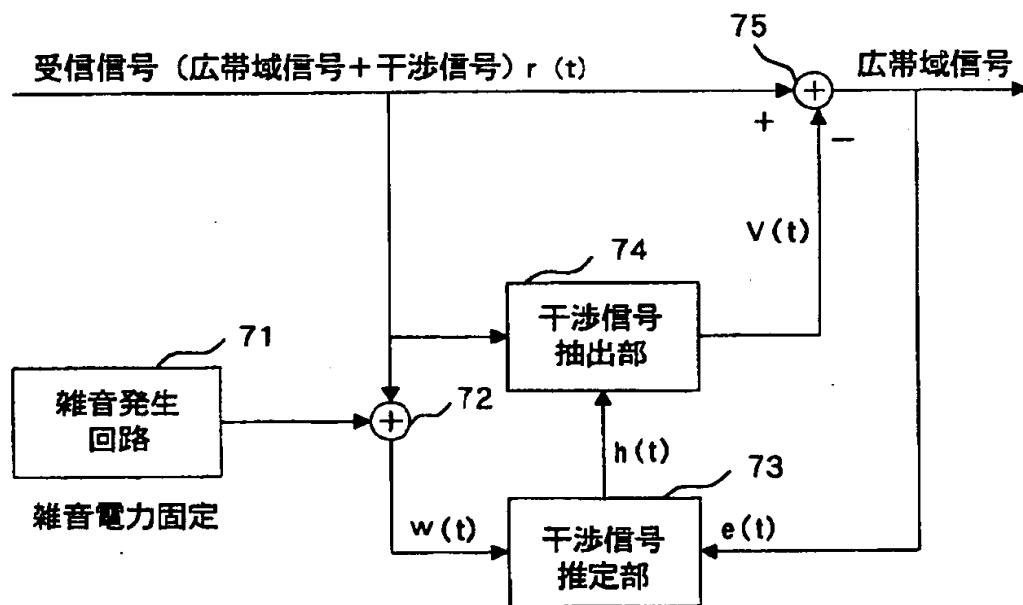 受信信号（広帯域信号＋干渉信号）r (t)
75
広帯域信号
+
+
−
V(t)
74
干渉信号
抽出部
71
雑音発生
回路
+
72
h(t)
73
雑音電力固定
w(t)
干渉信号
推定部
e(t)